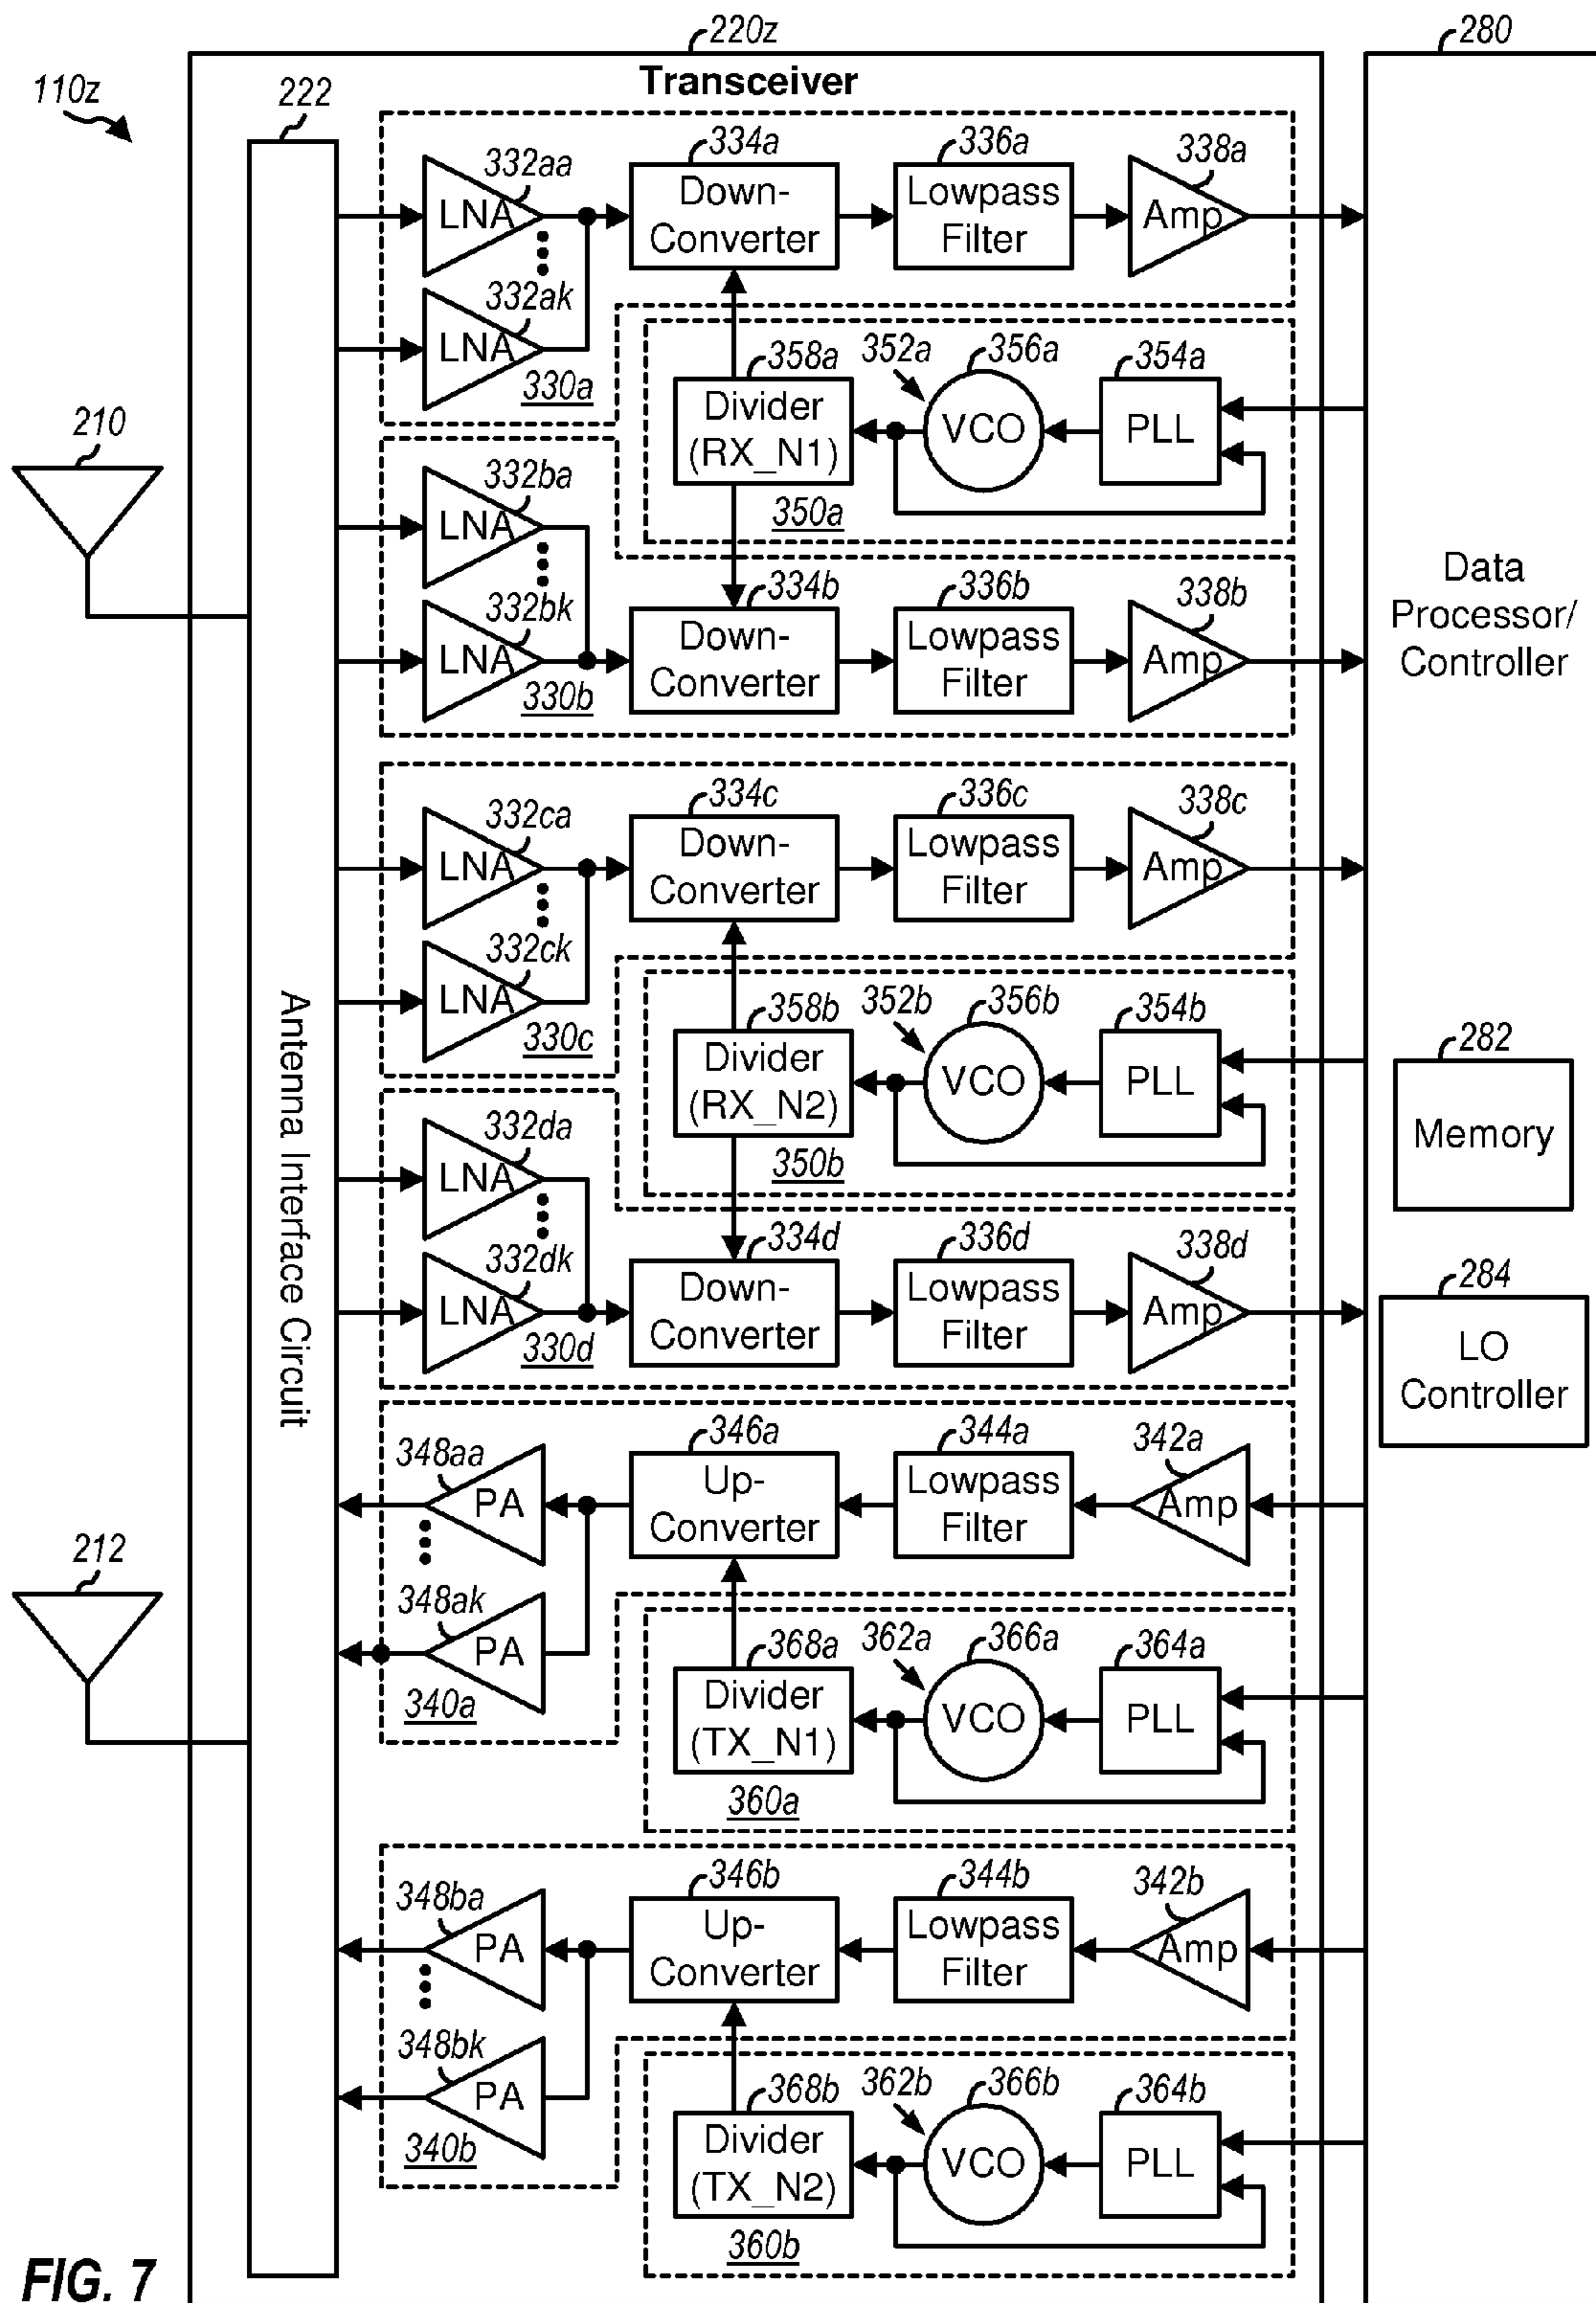 220z
280
110z
Transceiver
222
332aa
334a
336a
338a
LNA
Down-
Converter
Lowpass
Filter
Amp
332ak
LNA
330a
358a
352a
356a
354a
Divider
(RX_N1)
VCO
PLL
350a
210
332ba
LNA
332bk
334b
336b
338b
LNA
Down-
Converter
Lowpass
Filter
Amp
330b
Data
Processor/
Controller
332ca
334c
336c
338c
LNA
Down-
Converter
Lowpass
Filter
Amp
332ck
LNA
330c
358b
352b
356b
354b
Divider
(RX_N2)
VCO
PLL
350b
282
Memory
Antenna Interface Circuit
332da
LNA
332dk
334d
336d
338d
LNA
Down-
Converter
Lowpass
Filter
Amp
330d
284
LO
Controller
348aa
346a
344a
342a
PA
Up-
Converter
Lowpass
Filter
Amp
212
348ak
PA
340a
368a
362a
366a
364a
Divider
(TX_N1)
VCO
PLL
360a
348ba
346b
344b
342b
PA
Up-
Converter
Lowpass
Filter
Amp
348bk
PA
340b
368b
362b
366b
364b
Divider
(TX_N2)
VCO
PLL
360b
FIG. 7